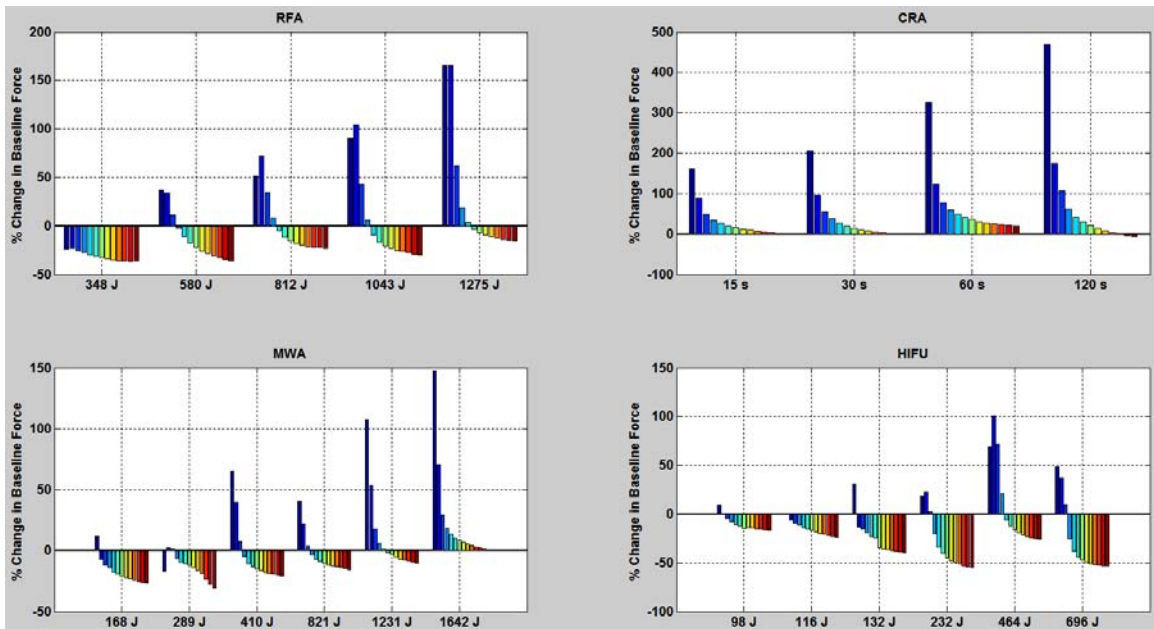 RFA
% Change in Baseline Force
200
150
100
50
0
-50
348 J 580 J 812 J 1043 J 1275 J
CRA
% Change in Baseline Force
500
400
300
200
100
0
-100
15 s 30 s 60 s 120 s
MWA
% Change in Baseline Force
150
100
50
0
-50
168 J 289 J 410 J 821 J 1231 J 1642 J
HIFU
% Change in Baseline Force
150
100
50
0
-50
-100
98 J 116 J 132 J 232 J 464 J 696 J